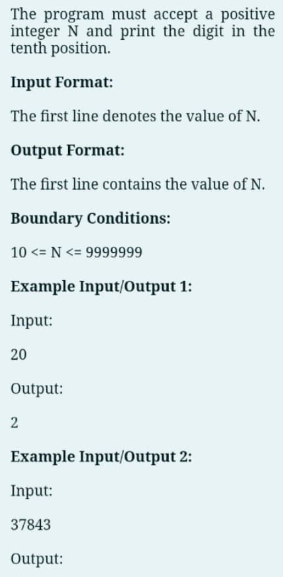 The program must accept a positive
integer N and print the digit in the
tenth position.
Input Format:
The first line denotes the value of N.
Output Format:
The first line contains the value of N.
Boundary Conditions:
10 <= N <= 9999999
Example Input/Output 1:
Input:
20
Output:
2
Example Input/Output 2:
Input:
37843
Output: